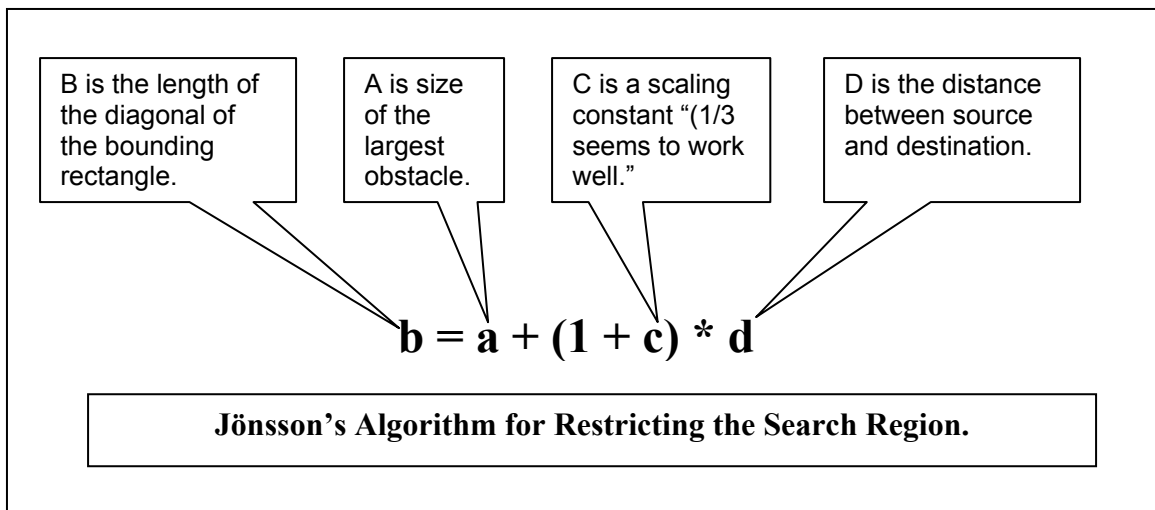 B is the length of
the diagonal of
the bounding
rectangle.
A is size
of the
largest
obstacle.
C is a scaling
constant “(1/3
seems to work
well.”
D is the distance
between source
and destination.
b = a + (1 + c) * d
Jönsson’s Algorithm for Restricting the Search Region.